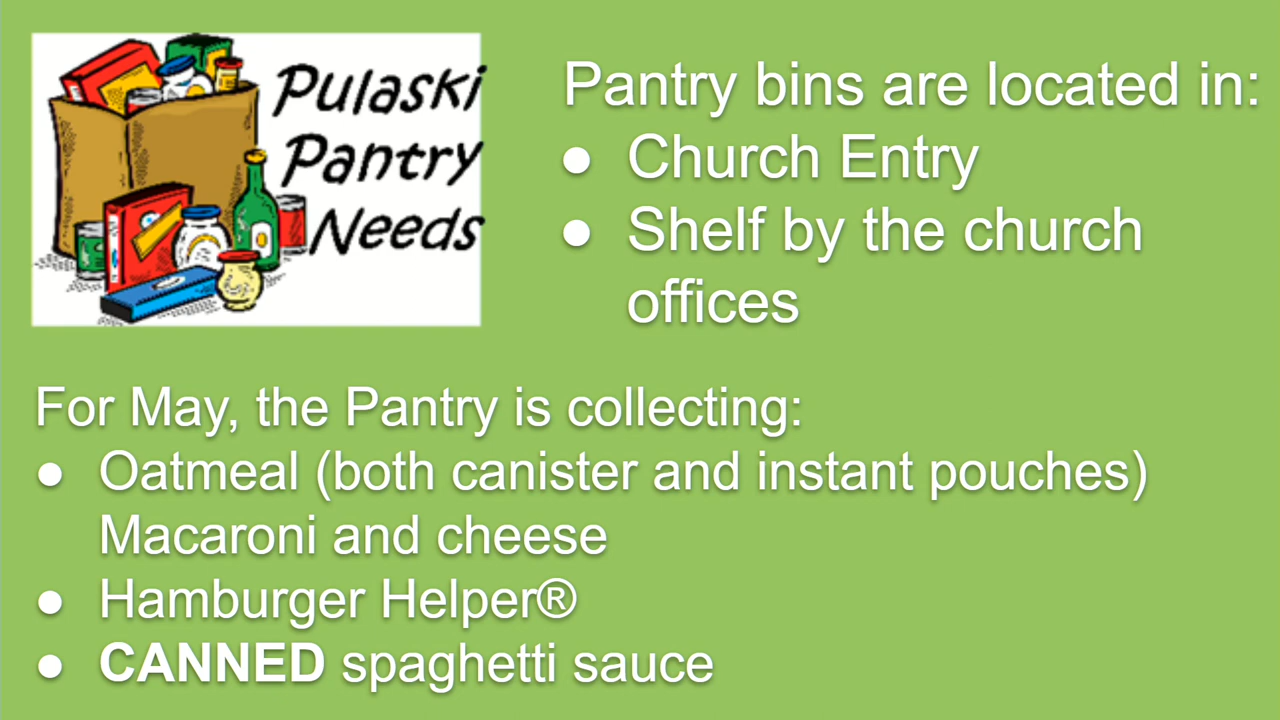 Pulaski
Pantry
Needs
Pantry bins are located in:
● Church Entry
● Shelf by the church
offices
For May, the Pantry is collecting:
● Oatmeal (both canister and instant pouches)
Macaroni and cheese
● Hamburger Helper®
● CANNED spaghetti sauce